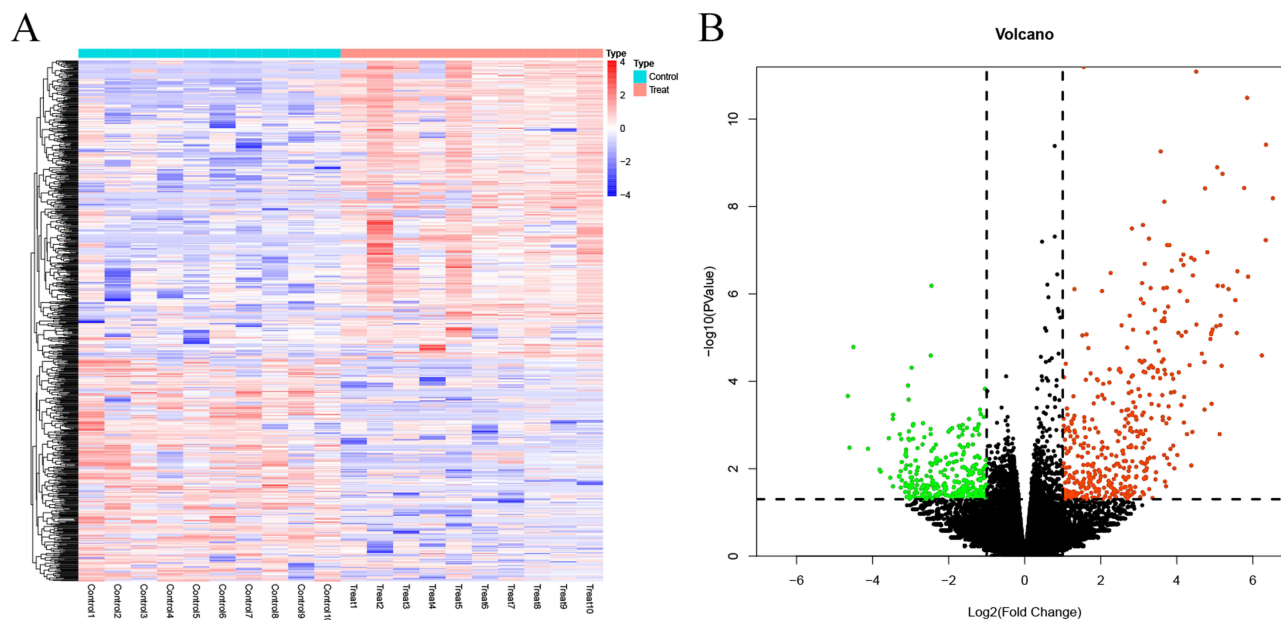 A
Type
4
2
0
−2
−4
Type
Control
Treat
Control1
Control2
Control3
Control4
Control5
Control6
Control7
Control8
Control9
Control10
Treat1
Treat2
Treat3
Treat4
Treat5
Treat6
Treat7
Treat8
Treat9
Treat10
B
Volcano
−log10(PValue)
10
8
6
4
2
0
−6
−4
−2
0
2
4
6
Log2(Fold Change)